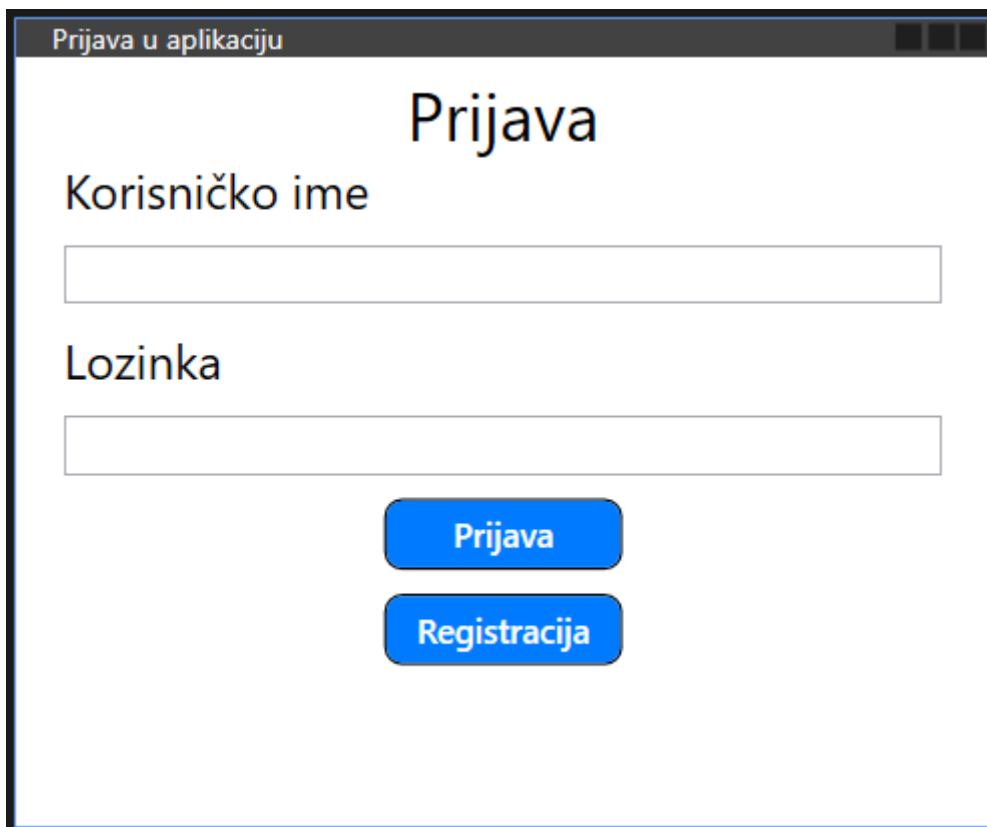 Prijava u aplikaciju
Prijava
Korisničko ime
Lozinka
Prijava
Registracija